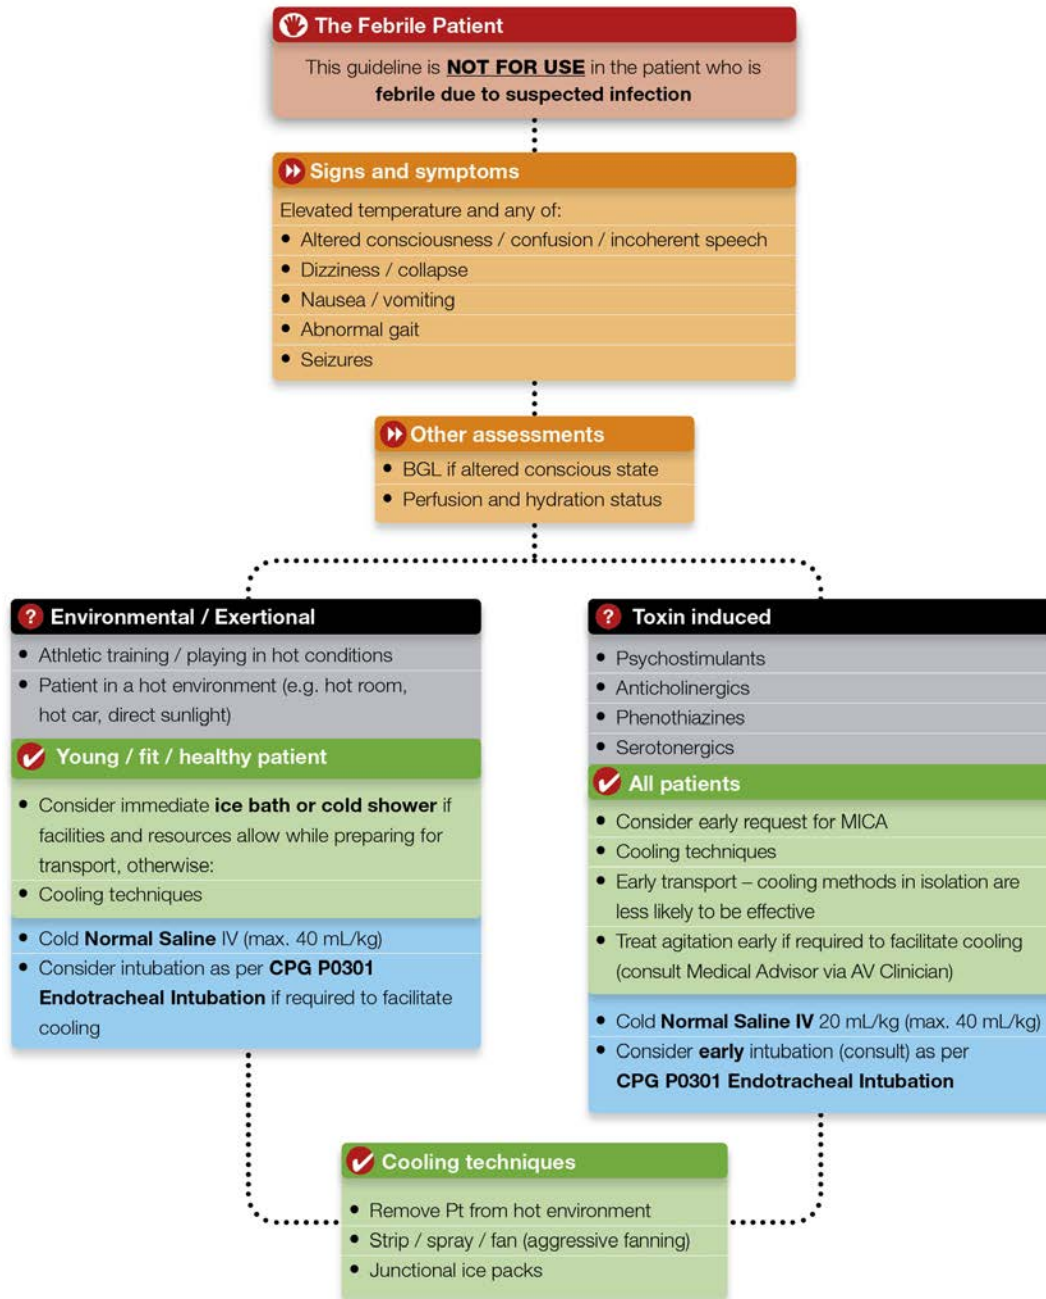 The Febrile Patient
This guideline is NOT FOR USE in the patient who is
febrile due to suspected infection
Signs and symptoms
Elevated temperature and any of:
• Altered consciousness / confusion / incoherent speech
• Dizziness / collapse
• Nausea / vomiting
• Abnormal gait
• Seizures
Other assessments
• BGL if altered conscious state
• Perfusion and hydration status
? Environmental / Exertional
• Athletic training / playing in hot conditions
• Patient in a hot environment (e.g. hot room,
hot car, direct sunlight)
Young / fit / healthy patient
• Consider immediate ice bath or cold shower if
facilities and resources allow while preparing for
transport, otherwise:
• Cooling techniques
• Cold Normal Saline IV (max. 40 mL/kg)
• Consider intubation as per CPG P0301
Endotracheal Intubation if required to facilitate
cooling
? Toxin induced
• Psychostimulants
• Anticholinergics
• Phenothiazines
• Serotonergics
All patients
• Consider early request for MICA
• Cooling techniques
• Early transport – cooling methods in isolation are
less likely to be effective
• Treat agitation early if required to facilitate cooling
(consult Medical Advisor via AV Clinician)
• Cold Normal Saline IV 20 mL/kg (max. 40 mL/kg)
• Consider early intubation (consult) as per
CPG P0301 Endotracheal Intubation
Cooling techniques
• Remove Pt from hot environment
• Strip / spray / fan (aggressive fanning)
• Junctional ice packs